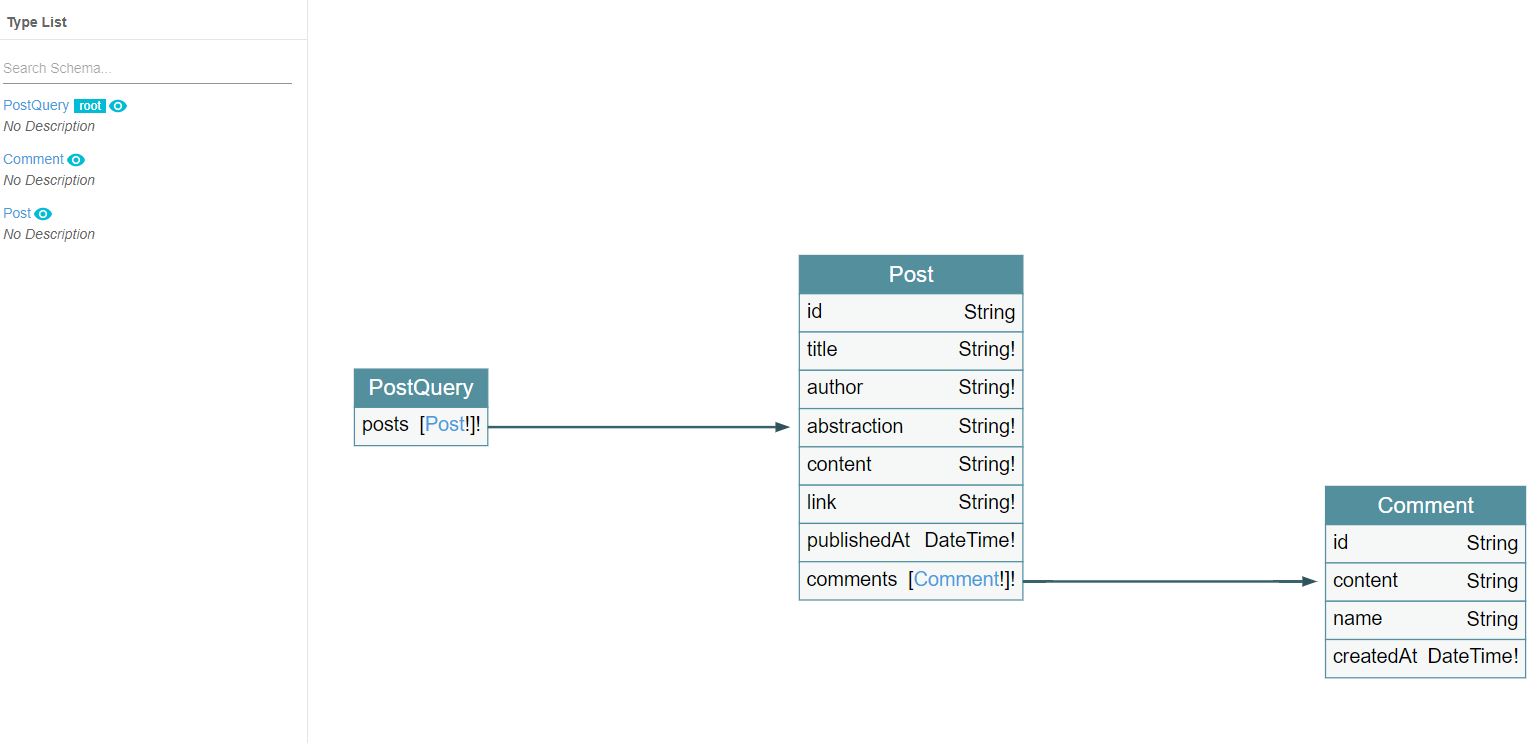 Type List
Search Schema...
PostQuery root
No Description
Comment
No Description
Post
No Description
PostQuery
posts [Post!]!
Post
id String
title String!
author String!
abstraction String!
content String!
link String!
publishedAt DateTime!
comments [Comment!]!
Comment
id String
content String
name String
createdAt DateTime!